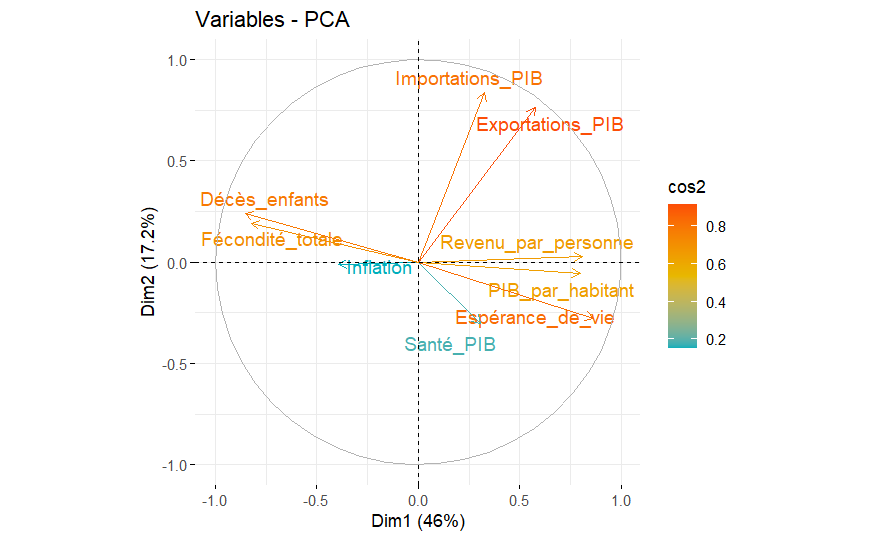 Variables - PCA
1.0
0.5
0.0
-0.5
-1.0
Dim2 (17.2%)
Importations_PIB
Exportations_PIB
Décès_enfants
Fécondité_totale
Revenu_par_personne
Inflation
PIB_par_habitant
Espérance_de_vie
Santé_PIB
-1.0
-0.5
0.0
0.5
1.0
Dim1 (46%)
cos2
0.8
0.6
0.4
0.2